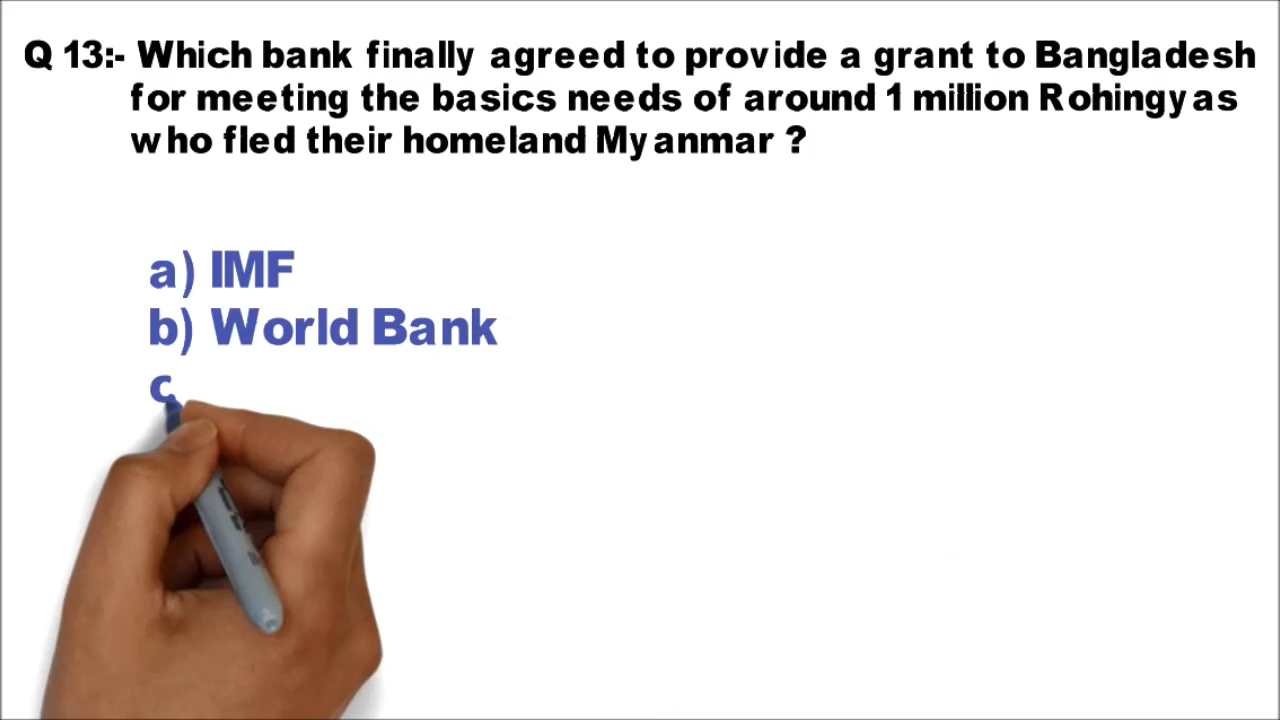 Q 13:- Which bank finally agreed to provide a grant to Bangladesh
for meeting the basics needs of around 1 million Rohingyas
who fled their homeland Myanmar ?
a) IMF
b) World Bank
c